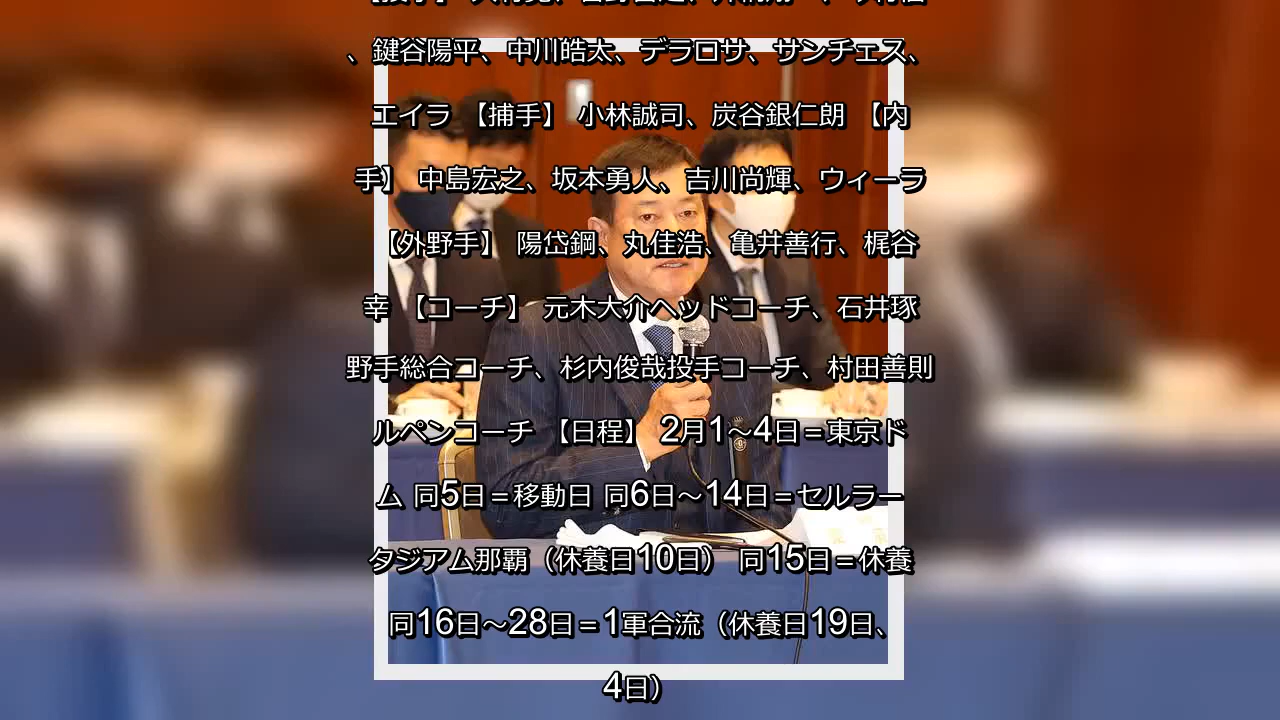 、鍵谷陽平、中川皓太、デラロサ、サンチェス、
エイラ 【捕手】 小林誠司、炭谷銀仁朗 【内
手】 中島宏之、坂本勇人、吉川尚輝、ウィーラ
【外野手】 陽岱鋼、丸佳浩、亀井善行、梶谷
幸 【コーチ】 元木大介ヘッドコーチ、石井琢
野手総合コーチ、杉内俊哉投手コーチ、村田善則
ルペンコーチ 【日程】 2月1～4日＝東京ド
ム 同5日＝移動日 同6日～14日＝セルラー
タジアム那覇（休養日10日） 同15日＝休養
同16日～28日＝1軍合流（休養日19日、
4日）